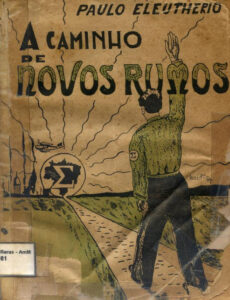 PAULO ELEUTHERIO
A CAMINHO
DE
NOVOS RUMOS
Σ